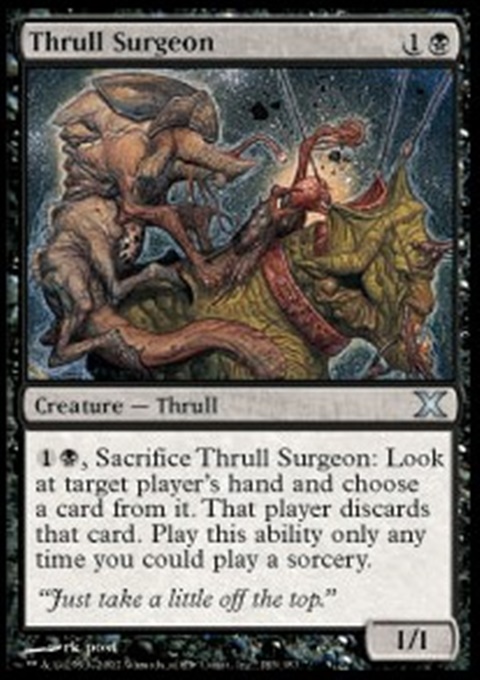 Thrull Surgeon 1
Creature — Thrull X
1, Sacrifice Thrull Surgeon: Look
at target player's hand and choose
a card from it. That player discards
that card. Play this ability only any
time you could play a sorcery.
"Just take a little off the top."
1/1
rk post